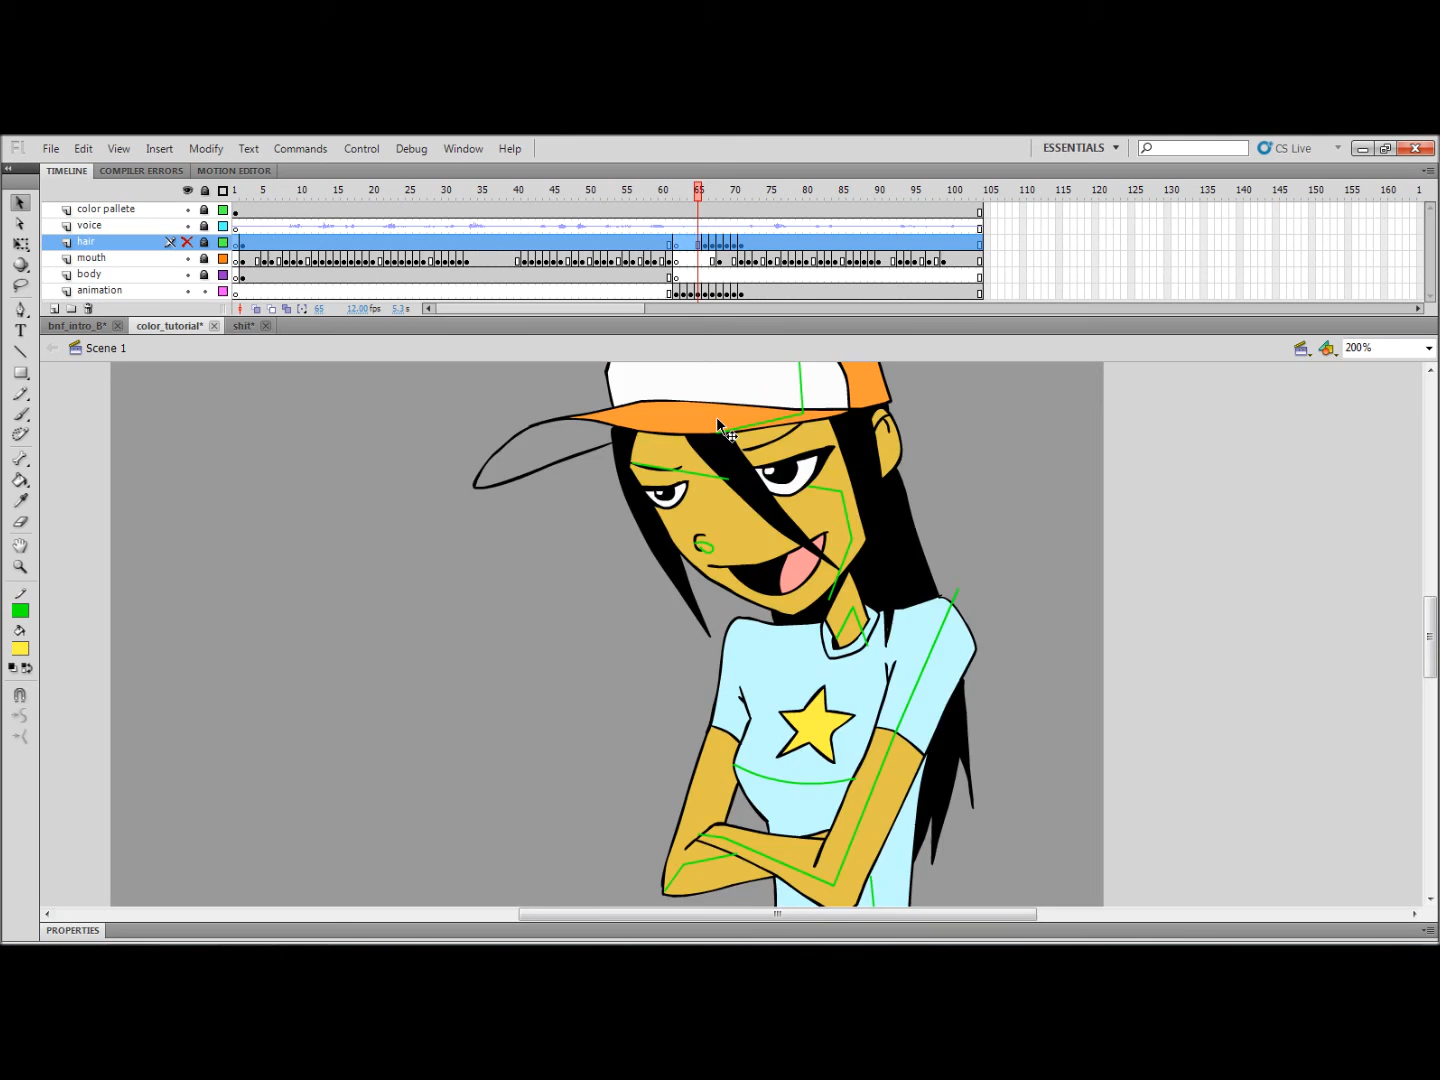 Fl File Edit View Insert Modify Text Commands Control Debug Window Help ESSENTIALS CS Live
TIMELINE COMPILER ERRORS MOTION EDITOR
1 5 10 15 20 25 30 35 40 45 50 55 60 65 70 75 80 85 90 95 100 105 110 115 120 125 130 135 140 145 150 155 160 1
color pallete
voice
hair
mouth
body
animation
65 12.00 fps 5.3 s
bnf_intro_B* color_tutorial* shit*
Scene 1 200%
T
PROPERTIES